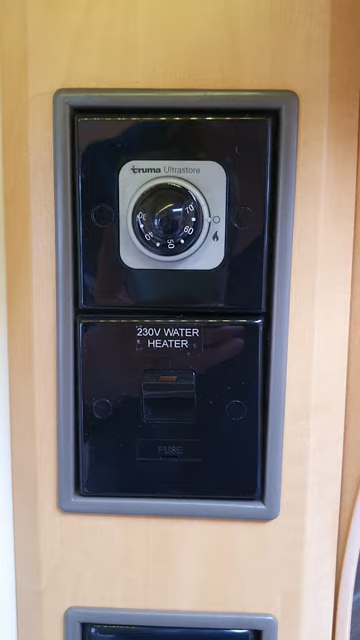 truma Ultrastore
30 40 50 60 70
230V WATER
HEATER
FUSE